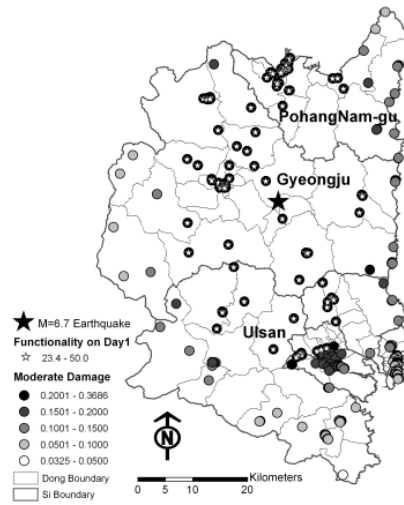 PohangNam-gu
Gyeongju
Ulsan
M=6.7 Earthquake
Functionality on Day1
23.4 - 50.0
Moderate Damage
0.2001 - 0.3686
0.1501 - 0.2000
0.1001 - 0.1500
0.0501 - 0.1000
0.0325 - 0.0500
Dong Boundary
Si Boundary
N
Kilometers
0 5 10 20